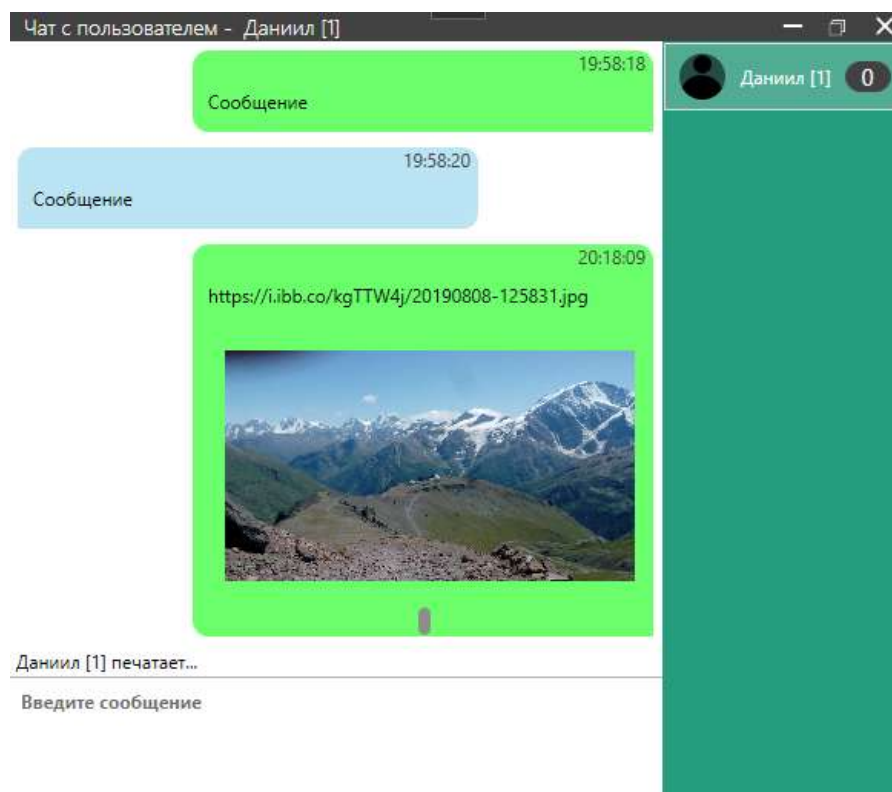 Чат с пользователем - Даниил [1]
19:58:18
Сообщение
19:58:20
Сообщение
20:18:09
https://i.ibb.co/kgTTW4j/20190808-125831.jpg
Даниил [1] печатает...
Введите сообщение
Даниил [1] 0